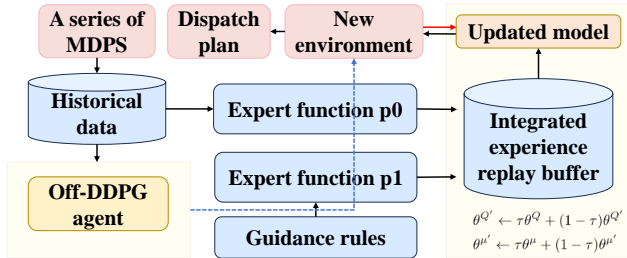 A series of
MDPS
Dispatch
plan
New
environment
Updated model
Historical
data
Expert function p0
Integrated
experience
replay buffer
Expert function p1
Off-DDPG
agent
Guidance rules
θ^{Q'} ← τθ^{Q} + (1 − τ)θ^{Q'}
θ^{μ'} ← τθ^{μ} + (1 − τ)θ^{μ'}